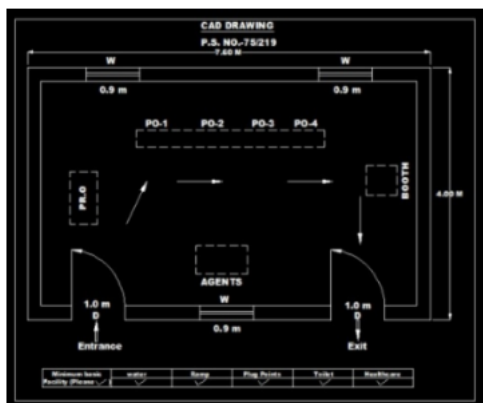 CAD DRAWING
P.S. NO.-75/219
7.60 M
W
W
0.9 m
0.9 m
PO-1 PO-2 PO-3 PO-4
PR.O
BOOTH
4.00 M
AGENTS
1.0 m
D
W
1.0 m
D
0.9 m
Entrance
Exit
Minimum basic water Ramp Plug Points Toilet Healthcare
Facility (Please ✓)